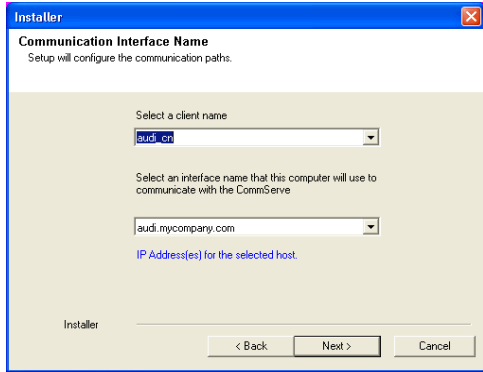 Installer
Communication Interface Name
Setup will configure the communication paths.
Select a client name
audi_cn
Select an interface name that this computer will use to
communicate with the CommServe
audi.mycompany.com
IP Address(es) for the selected host.
Installer
< Back
Next >
Cancel